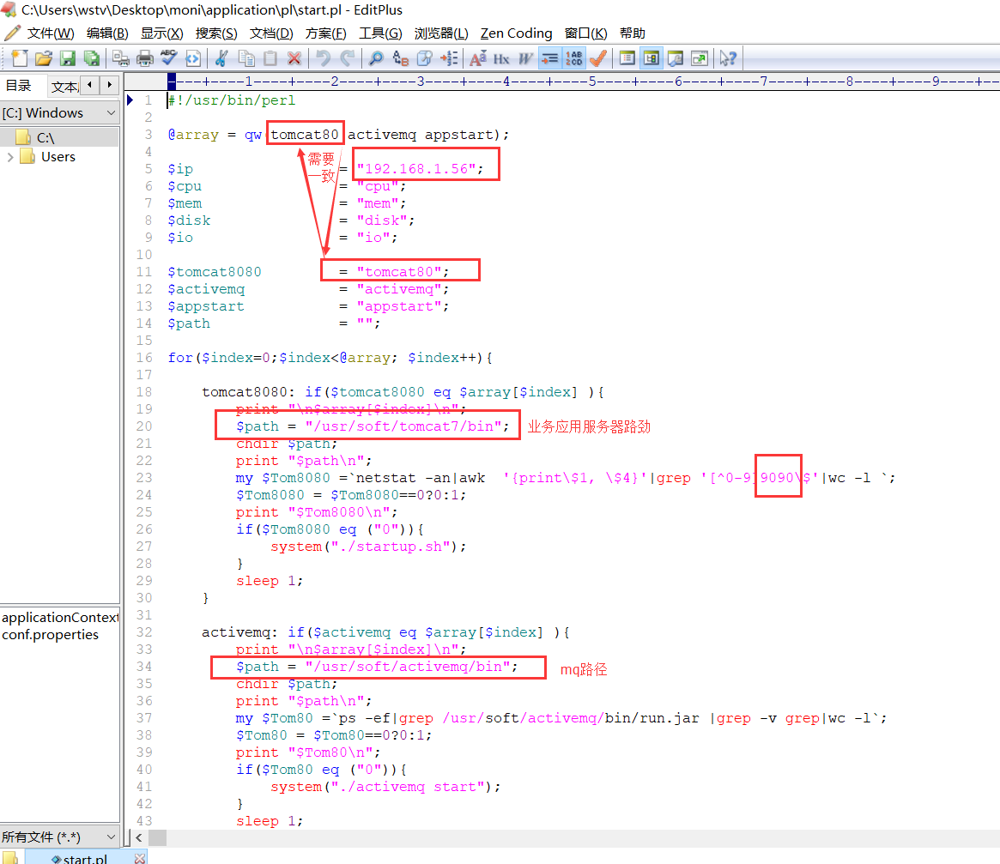 C:\Users\wstv\Desktop\moni\application\pl\start.pl - EditPlus
文件(W) 编辑(B) 显示(X) 搜索(S) 文档(D) 方案(F) 工具(G) 浏览器(L) Zen Coding 窗口(K) 帮助
目录 文本
----+----1----+----2----+----3----+----4----+----5----+----6----+----7----+----8----+----9----+--
[C:] Windows
C:\
Users
1 #!/usr/bin/perl
2
3 @array = qw(tomcat80 activemq appstart);
4
需要
一致
5 $ip = "192.168.1.56";
6 $cpu = "cpu";
7 $mem = "mem";
8 $disk = "disk";
9 $io = "io";
10
11 $tomcat8080 = "tomcat80";
12 $activemq = "activemq";
13 $appstart = "appstart";
14 $path = "";
15
16 for($index=0;$index<@array; $index++){
17
18 tomcat8080: if($tomcat8080 eq $array[$index] ){
19 print "\n$array[$index]\n";
20 $path = "/usr/soft/tomcat7/bin"; 业务应用服务器路劲
21 chdir $path;
22 print "$path\n";
23 my $Tom8080 =`netstat -an|awk '{print\$1, \$4}'|grep '[^0-9]9090\$'|wc -l `;
24 $Tom8080 = $Tom8080==0?0:1;
25 print "$Tom8080\n";
26 if($Tom8080 eq ("0")){
27 system("./startup.sh");
28 }
29 sleep 1;
30 }
31
32 activemq: if($activemq eq $array[$index] ){
33 print "\n$array[$index]\n";
34 $path = "/usr/soft/activemq/bin"; mq路径
35 chdir $path;
36 print "$path\n";
37 my $Tom80 =`ps -ef|grep /usr/soft/activemq/bin/run.jar |grep -v grep|wc -l`;
38 $Tom80 = $Tom80==0?0:1;
39 print "$Tom80\n";
40 if($Tom80 eq ("0")){
41 system("./activemq start");
42 }
43 sleep 1;
applicationContext
conf.properties
所有文件 (*.*)
start.pl